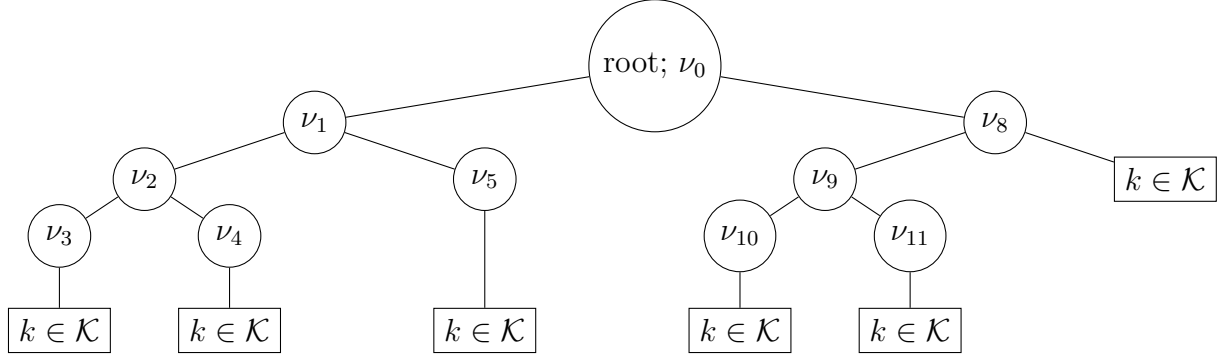 root; ν₀
ν₁
ν₈
ν₂
ν₅
ν₉
k ∈ 𝒦
ν₃
ν₄
ν₁₀
ν₁₁
k ∈ 𝒦
k ∈ 𝒦
k ∈ 𝒦
k ∈ 𝒦
k ∈ 𝒦